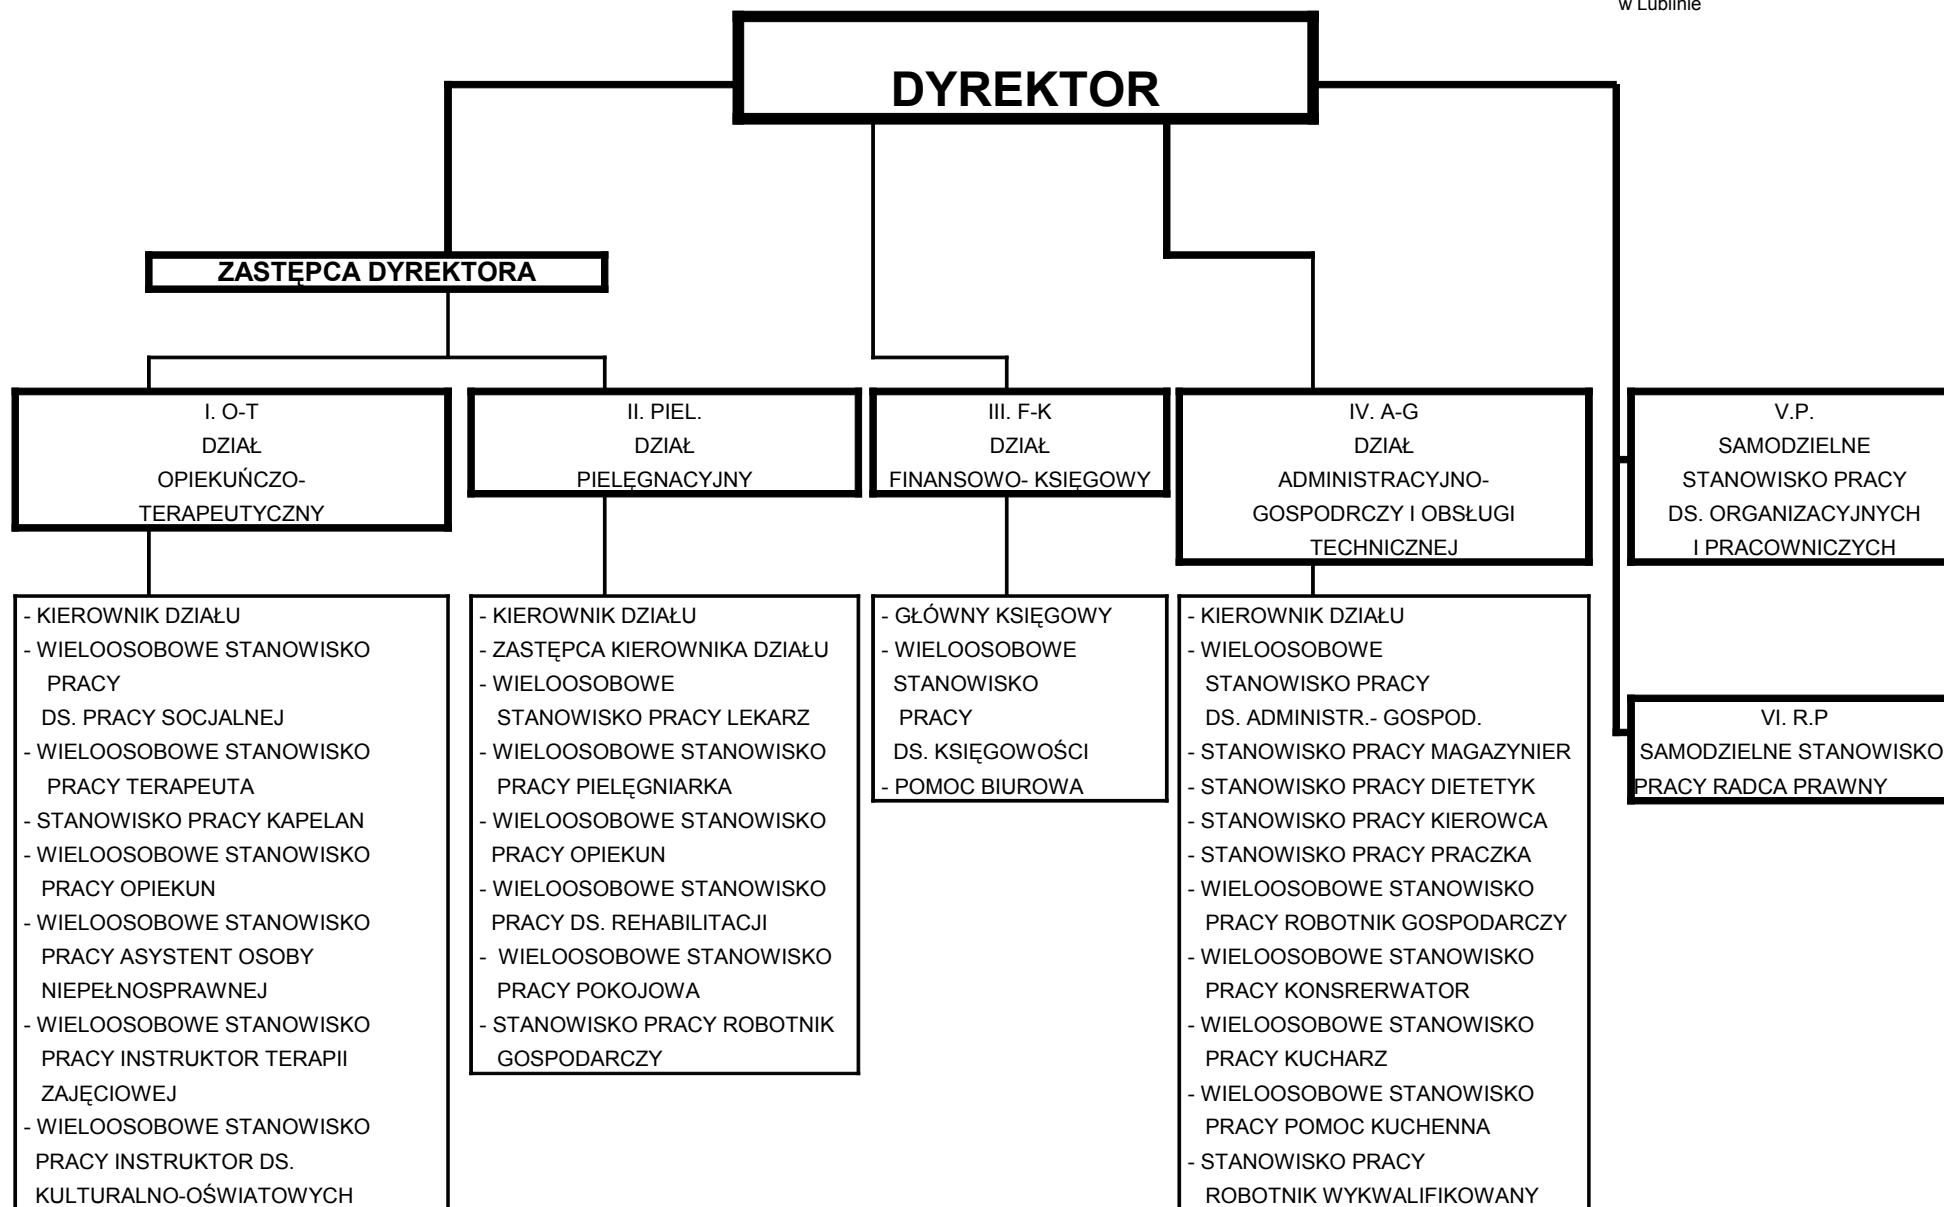 w Lublinie
DYREKTOR
ZASTĘPCA DYREKTORA
I. O-T
DZIAŁ
OPIEKUŃCZO-
TERAPEUTYCZNY
II. PIEL.
DZIAŁ
PIELĘGNACYJNY
III. F-K
DZIAŁ
FINANSOWO- KSIĘGOWY
IV. A-G
DZIAŁ
ADMINISTRACYJNO-
GOSPODRCZY I OBSŁUGI
TECHNICZNEJ
V.P.
SAMODZIELNE
STANOWISKO PRACY
DS. ORGANIZACYJNYCH
I PRACOWNICZYCH
- KIEROWNIK DZIAŁU
- WIELOOSOBOWE STANOWISKO
PRACY
DS. PRACY SOCJALNEJ
- WIELOOSOBOWE STANOWISKO
PRACY TERAPEUTA
- STANOWISKO PRACY KAPELAN
- WIELOOSOBOWE STANOWISKO
PRACY OPIEKUN
- WIELOOSOBOWE STANOWISKO
PRACY ASYSTENT OSOBY
NIEPEŁNOSPRAWNEJ
- WIELOOSOBOWE STANOWISKO
PRACY INSTRUKTOR TERAPII
ZAJĘCIOWEJ
- WIELOOSOBOWE STANOWISKO
PRACY INSTRUKTOR DS.
KULTURALNO-OŚWIATOWYCH
- KIEROWNIK DZIAŁU
- ZASTĘPCA KIEROWNIKA DZIAŁU
- WIELOOSOBOWE
STANOWISKO PRACY LEKARZ
- WIELOOSOBOWE STANOWISKO
PRACY PIELĘGNIARKA
- WIELOOSOBOWE STANOWISKO
PRACY OPIEKUN
- WIELOOSOBOWE STANOWISKO
PRACY DS. REHABILITACJI
- WIELOOSOBOWE STANOWISKO
PRACY POKOJOWA
- STANOWISKO PRACY ROBOTNIK
GOSPODARCZY
- GŁÓWNY KSIĘGOWY
- WIELOOSOBOWE
STANOWISKO
PRACY
DS. KSIĘGOWOŚCI
- POMOC BIUROWA
- KIEROWNIK DZIAŁU
- WIELOOSOBOWE
STANOWISKO PRACY
DS. ADMINISTR.- GOSPOD.
- STANOWISKO PRACY MAGAZYNIER
- STANOWISKO PRACY DIETETYK
- STANOWISKO PRACY KIEROWCA
- STANOWISKO PRACY PRACZKA
- WIELOOSOBOWE STANOWISKO
PRACY ROBOTNIK GOSPODARCZY
- WIELOOSOBOWE STANOWISKO
PRACY KONSRERWATOR
- WIELOOSOBOWE STANOWISKO
PRACY KUCHARZ
- WIELOOSOBOWE STANOWISKO
PRACY POMOC KUCHENNA
- STANOWISKO PRACY
ROBOTNIK WYKWALIFIKOWANY
VI. R.P
SAMODZIELNE STANOWISKO
PRACY RADCA PRAWNY